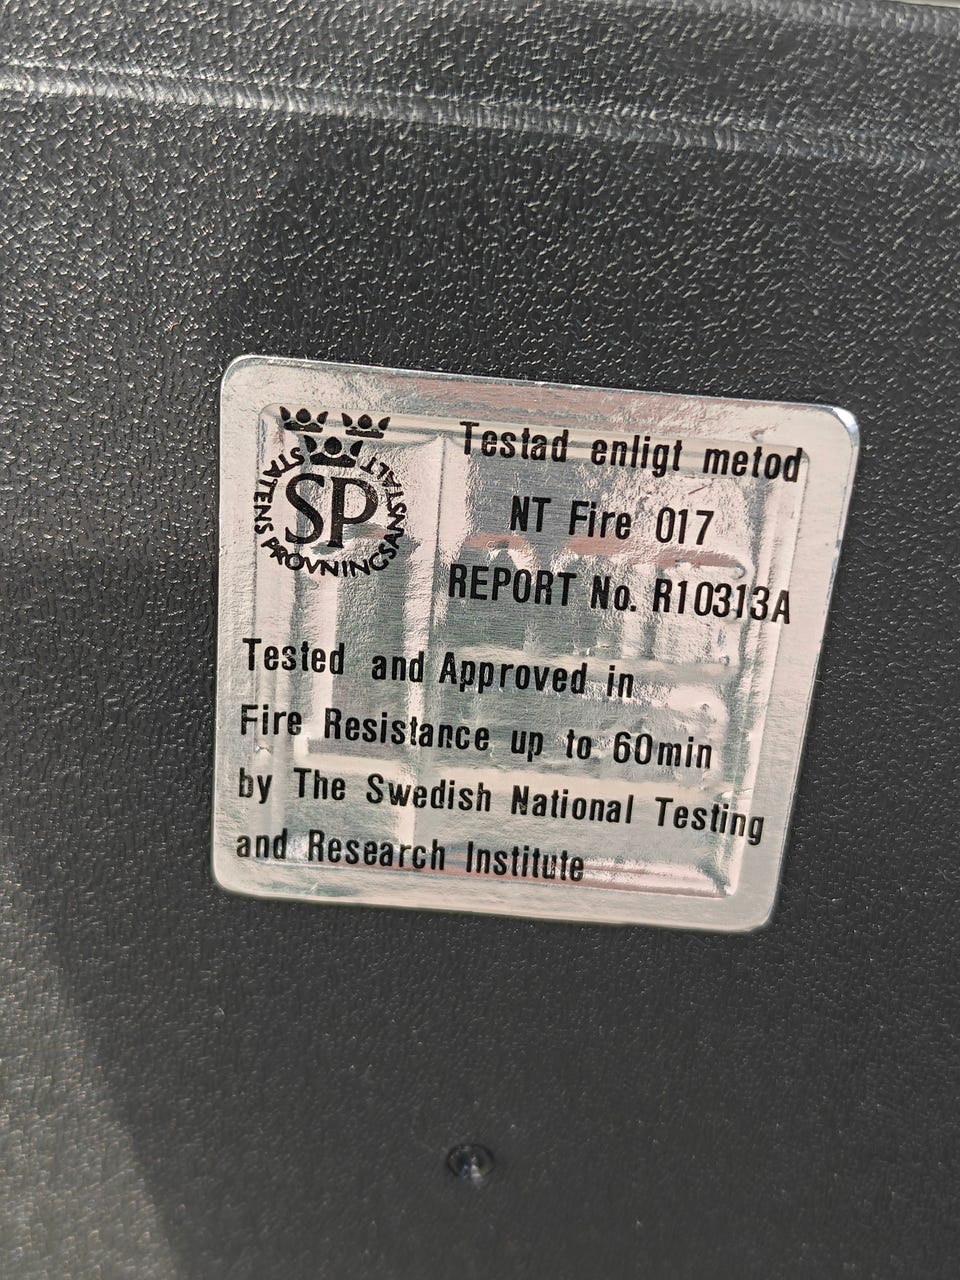 STATENS PROVNINGSANSTALT
SP
Testad enligt metod
NT Fire 017
REPORT No. R10313A
Tested and Approved in
Fire Resistance up to 60min
by The Swedish National Testing
and Research Institute